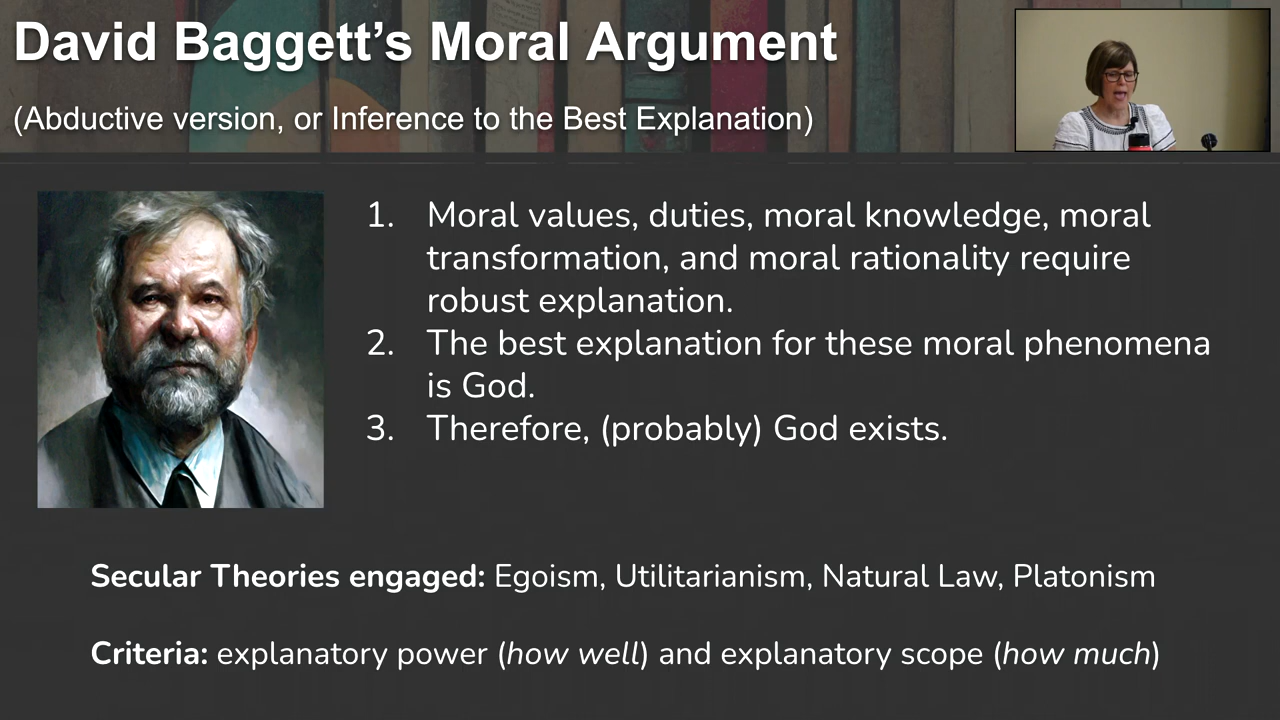 David Baggett’s Moral Argument
(Abductive version, or Inference to the Best Explanation)
1. Moral values, duties, moral knowledge, moral
transformation, and moral rationality require
robust explanation.
2. The best explanation for these moral phenomena
is God.
3. Therefore, (probably) God exists.
Secular Theories engaged: Egoism, Utilitarianism, Natural Law, Platonism
Criteria: explanatory power (how well) and explanatory scope (how much)